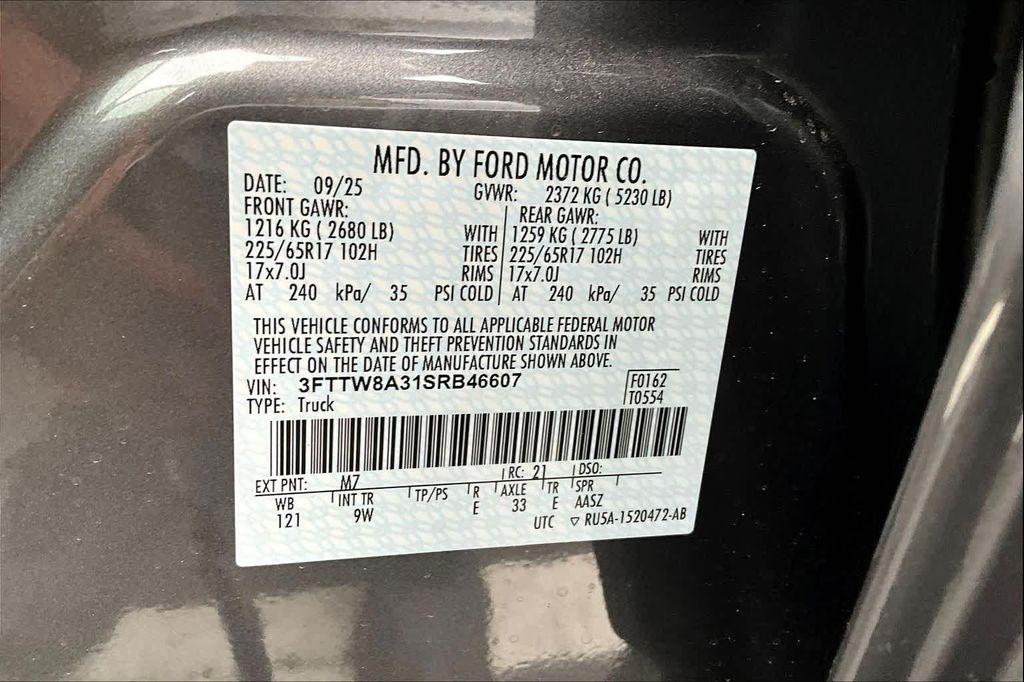 MFD. BY FORD MOTOR CO.
DATE: 09/25 GVWR: 2372 KG ( 5230 LB)
FRONT GAWR: REAR GAWR:
1216 KG ( 2680 LB) WITH 1259 KG ( 2775 LB) WITH
225/65R17 102H TIRES 225/65R17 102H TIRES
17x7.0J RIMS 17x7.0J RIMS
AT 240 kPa/ 35 PSI COLD AT 240 kPa/ 35 PSI COLD
THIS VEHICLE CONFORMS TO ALL APPLICABLE FEDERAL MOTOR
VEHICLE SAFETY AND THEFT PREVENTION STANDARDS IN
EFFECT ON THE DATE OF MANUFACTURE SHOWN ABOVE.
VIN: 3FTTW8A31SRB46607 F0162
TYPE: Truck T0554
EXT PNT: M7 RC: 21 DSO:
WB INT TR TP/PS R AXLE TR SPR
121 9W E 33 E AASZ
UTC ▽ RU5A-1520472-AB